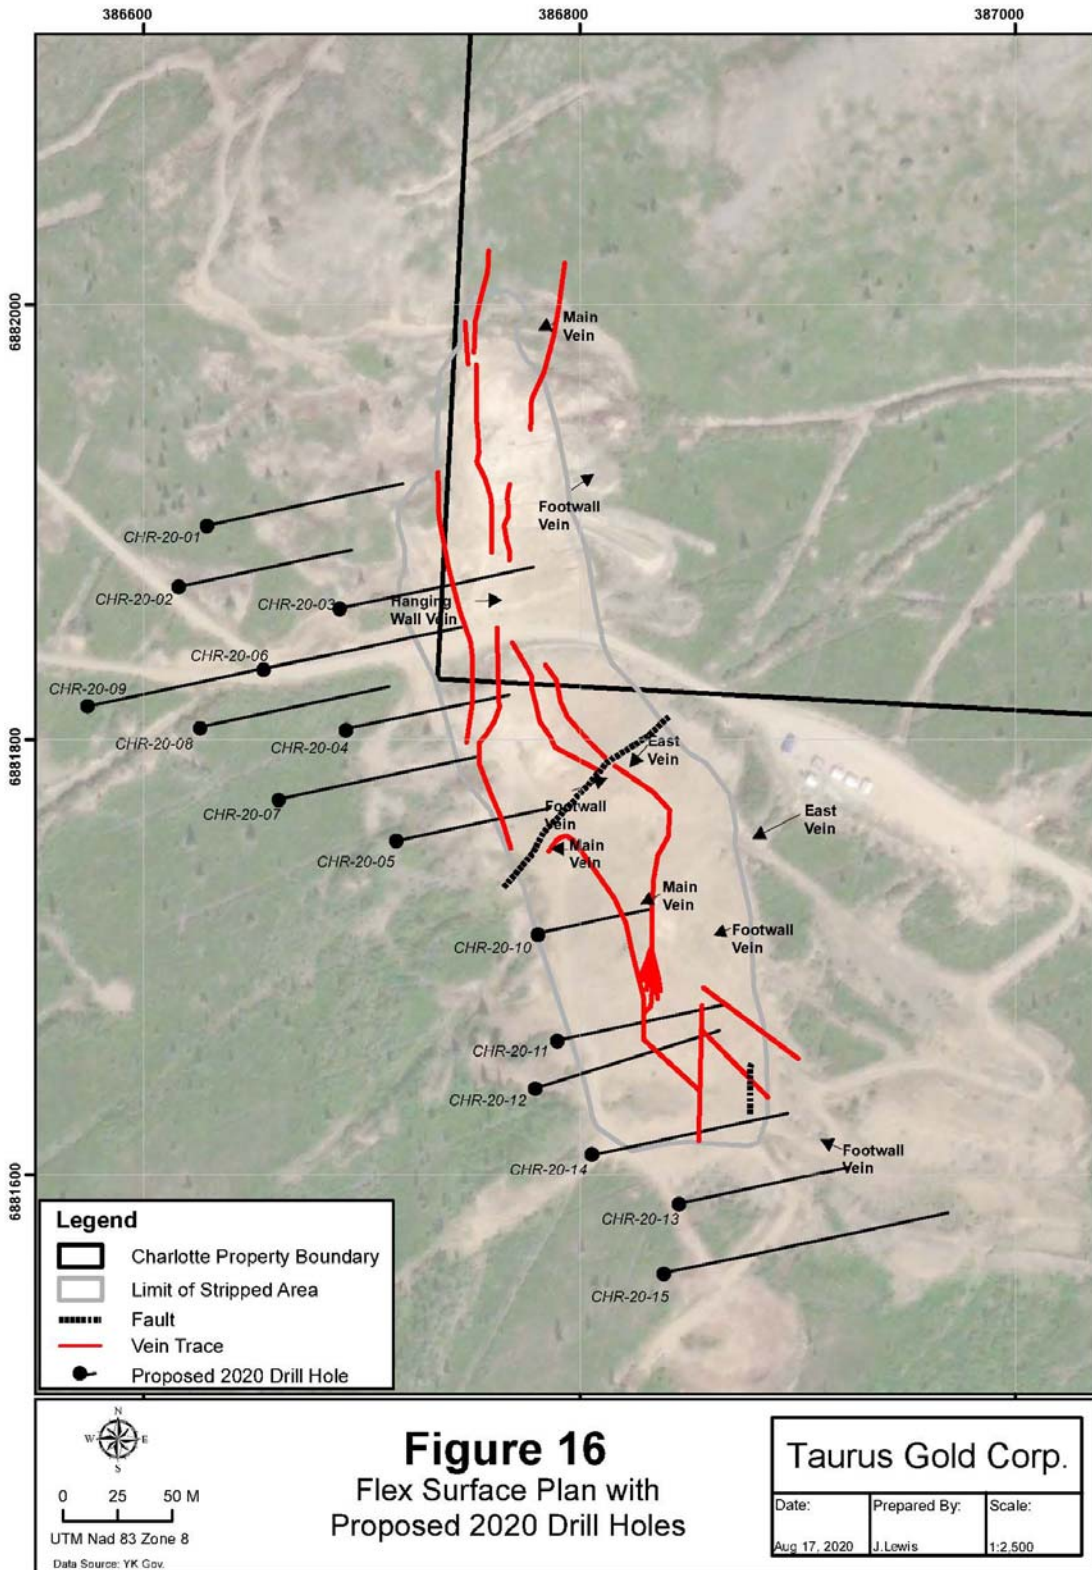 386600
386800
387000
6882000
Main
Vein
Footwall
Vein
CHR-20-01
CHR-20-02
CHR-20-03
Hanging
Wall Vein
CHR-20-06
CHR-20-09
CHR-20-08
CHR-20-04
6881800
East
Vein
CHR-20-07
Footwall
Vein
East
Vein
CHR-20-05
Main
Vein
Main
Vein
CHR-20-10
Footwall
Vein
CHR-20-11
CHR-20-12
CHR-20-14
Footwall
Vein
6881600
CHR-20-13
CHR-20-15
Legend
Charlotte Property Boundary
Limit of Stripped Area
Fault
Vein Trace
Proposed 2020 Drill Hole
N
W E
S
0 25 50 M
UTM Nad 83 Zone 8
Data Source: YK Gov.
Figure 16
Flex Surface Plan with
Proposed 2020 Drill Holes
Taurus Gold Corp.
Date: Prepared By: Scale:
Aug 17, 2020 J.Lewis 1:2,500